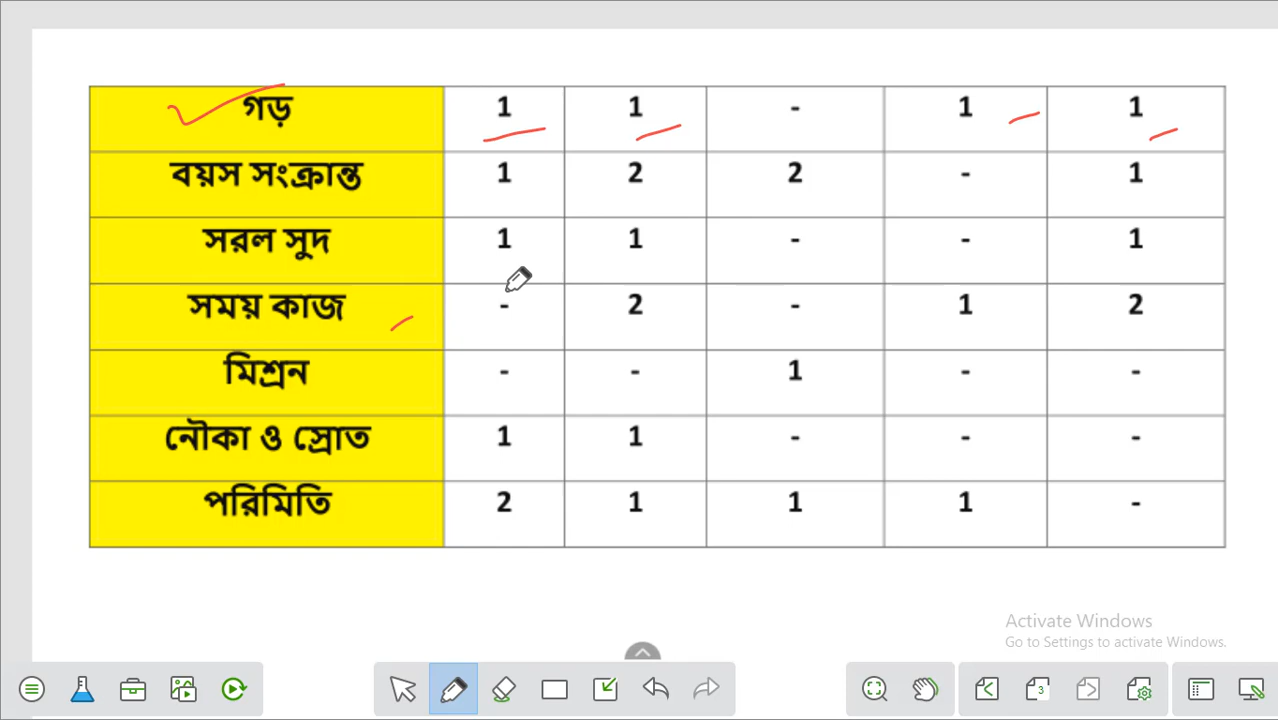 গড় 1 1 - 1 1
বয়স সংক্রান্ত 1 2 2 - 1
সরল সুদ 1 1 - - 1
সময় কাজ - 2 - 1 2
মিশ্রন - - 1 - -
নৌকা ও স্রোত 1 1 - - -
পরিমিতি 2 1 1 1 -
Activate Windows
Go to Settings to activate Windows.
3